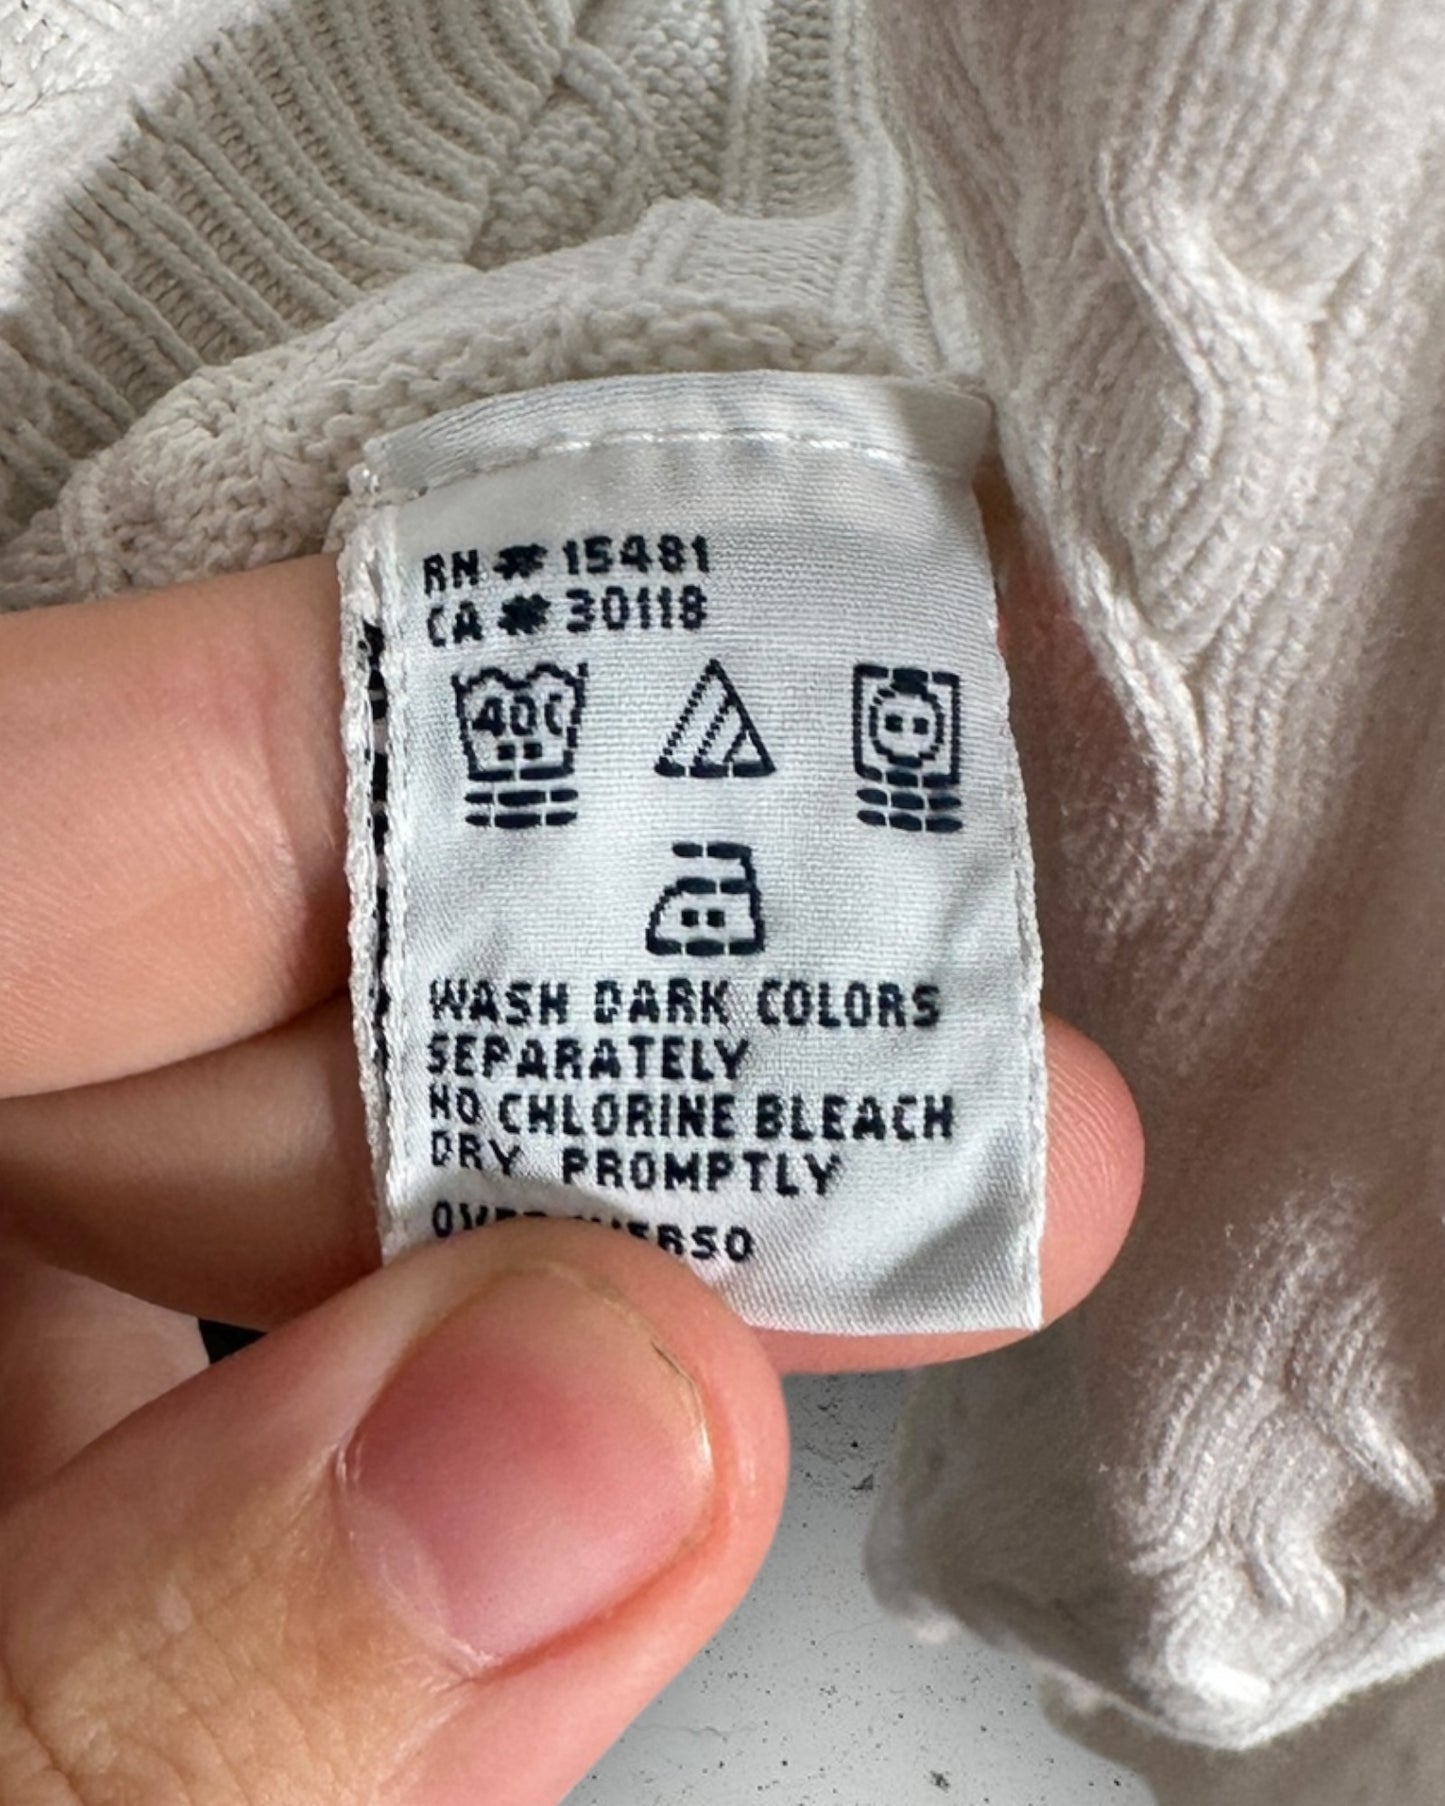 RN # 15481
CA # 30118
40C
WASH DARK COLORS
SEPARATELY
NO CHLORINE BLEACH
DRY PROMPTLY